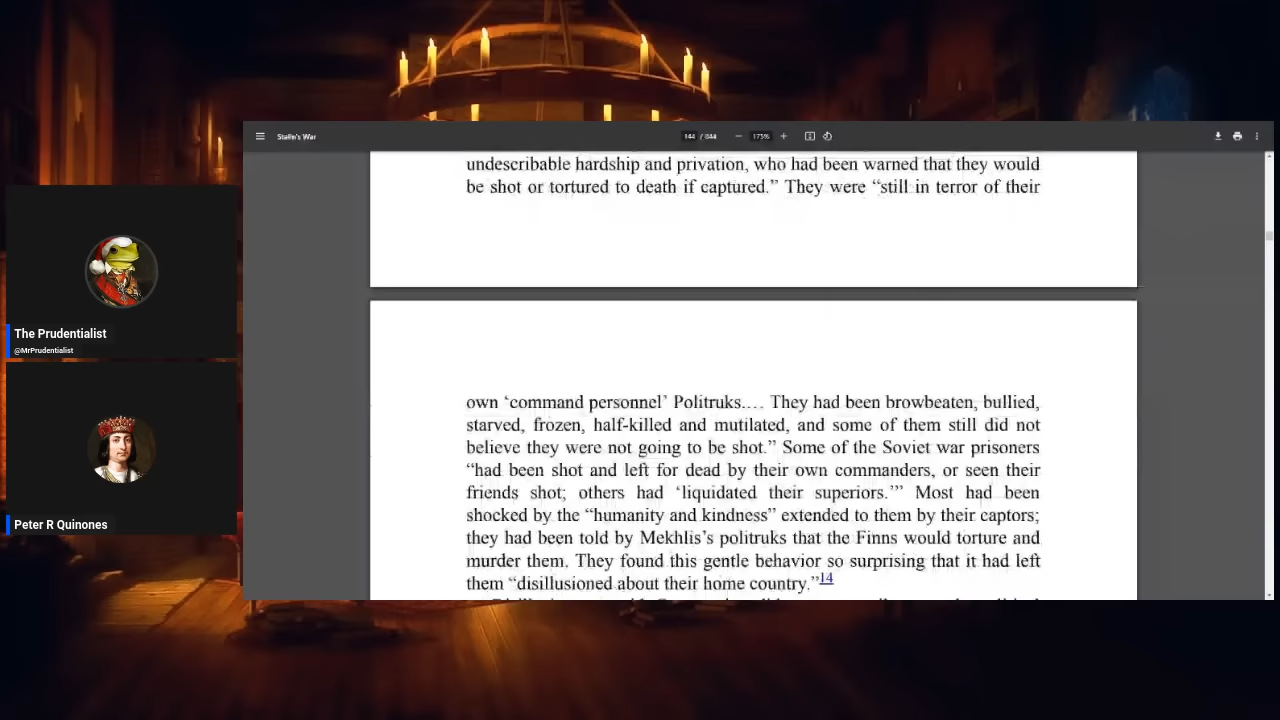 Stalin's War
144 / 844
175%
undescribable hardship and privation, who had been warned that they would
be shot or tortured to death if captured.” They were “still in terror of their
own ‘command personnel’ Politruks.… They had been browbeaten, bullied,
starved, frozen, half-killed and mutilated, and some of them still did not
believe they were not going to be shot.” Some of the Soviet war prisoners
“had been shot and left for dead by their own commanders, or seen their
friends shot; others had ‘liquidated their superiors.’” Most had been
shocked by the “humanity and kindness” extended to them by their captors;
they had been told by Mekhlis’s politruks that the Finns would torture and
murder them. They found this gentle behavior so surprising that it had left
them “disillusioned about their home country.”14
The Prudentialist
@MrPrudentialist
Peter R Quinones